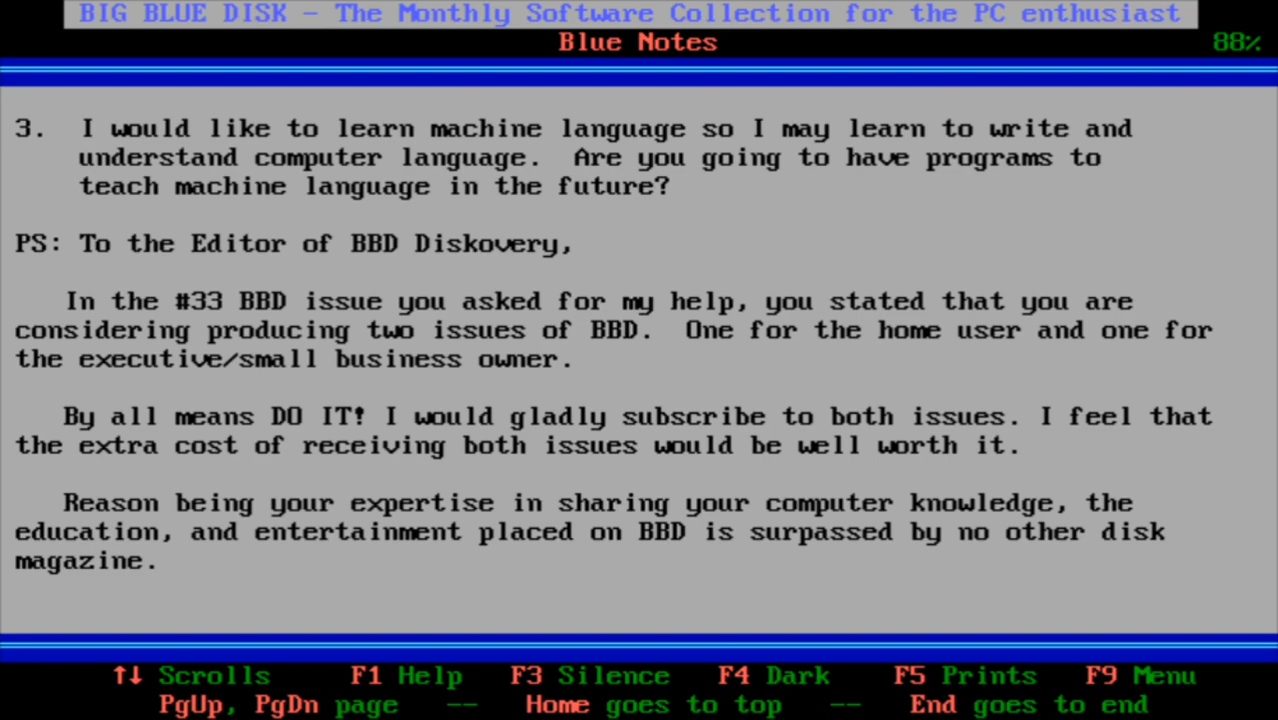 BIG BLUE DISK - The Monthly Software Collection for the PC enthusiast
Blue Notes 88%
3. I would like to learn machine language so I may learn to write and
understand computer language. Are you going to have programs to
teach machine language in the future?
PS: To the Editor of BBD Diskovery,
In the #33 BBD issue you asked for my help, you stated that you are
considering producing two issues of BBD. One for the home user and one for
the executive/small business owner.
By all means DO IT! I would gladly subscribe to both issues. I feel that
the extra cost of receiving both issues would be well worth it.
Reason being your expertise in sharing your computer knowledge, the
education, and entertainment placed on BBD is surpassed by no other disk
magazine.
↑↓ Scrolls F1 Help F3 Silence F4 Dark F5 Prints F9 Menu
PgUp, PgDn page -- Home goes to top -- End goes to end